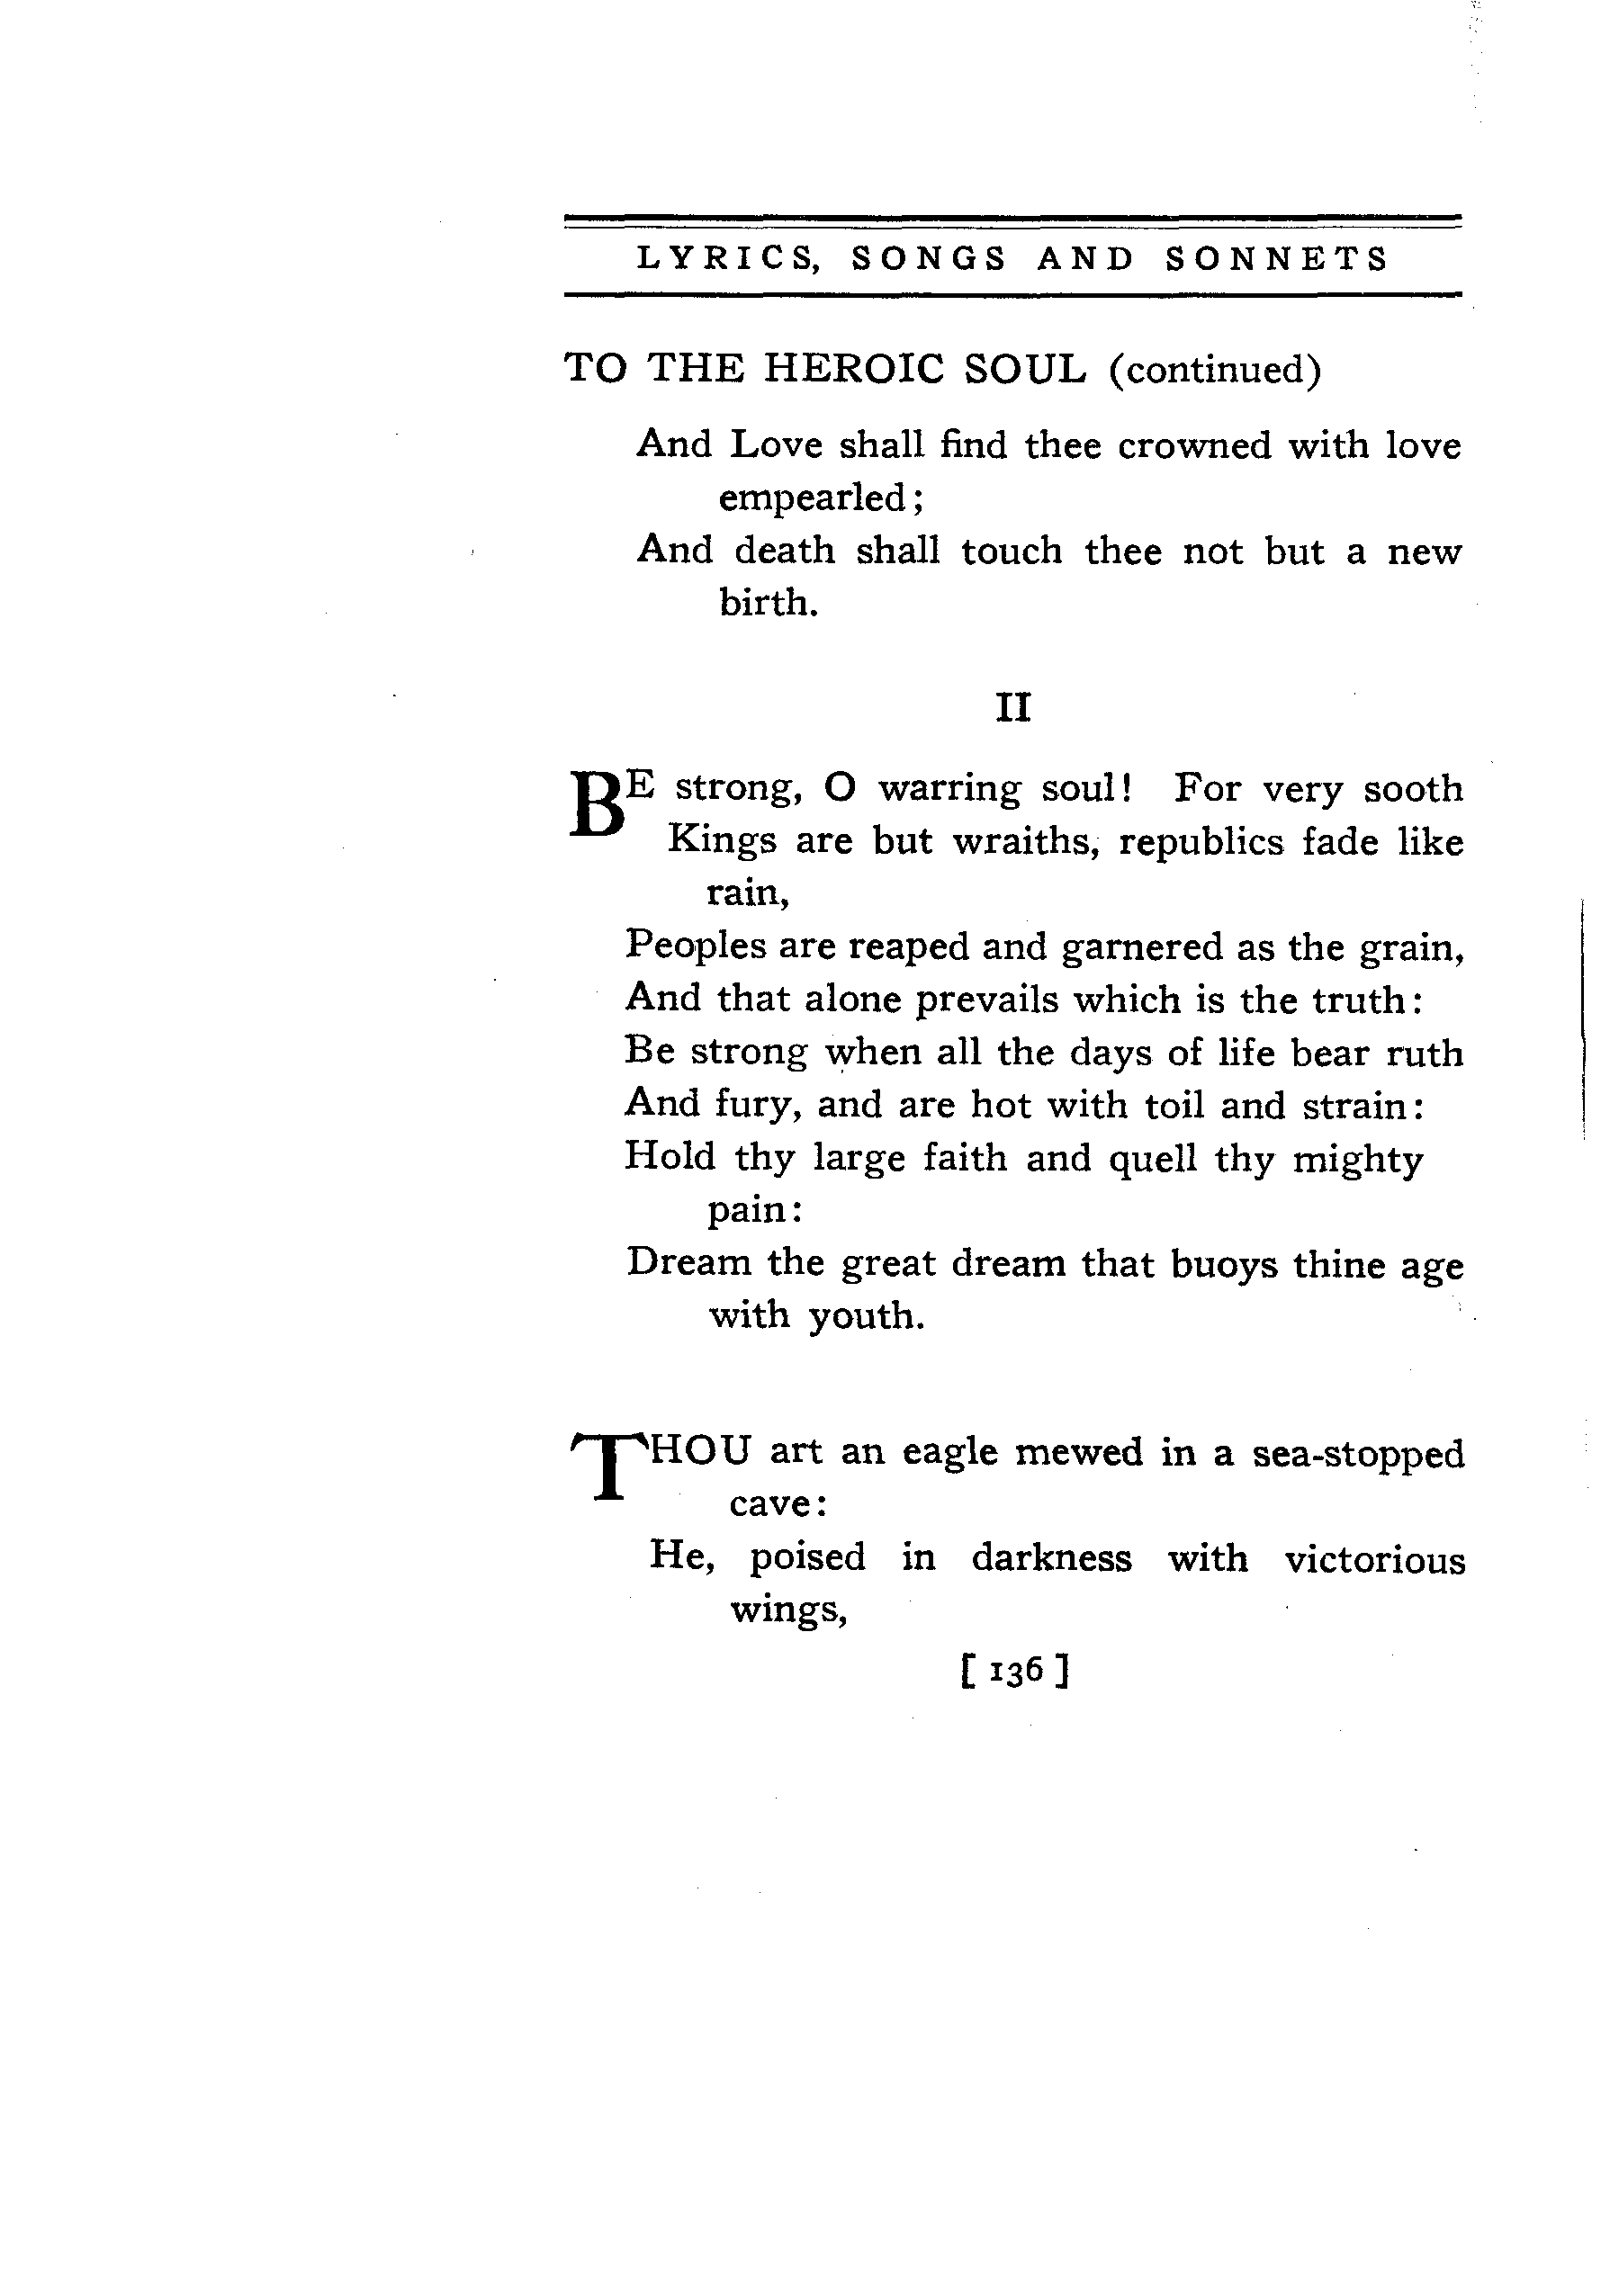 LYRICS, SONGS AND SONNETS
TO THE HEROIC SOUL (continued)
And Love shall find thee crowned with love
empearled;
And death shall touch thee not but a new
birth.
II
BE strong, O warring soul! For very sooth
Kings are but wraiths, republics fade like
rain,
Peoples are reaped and garnered as the grain,
And that alone prevails which is the truth:
Be strong when all the days of life bear ruth
And fury, and are hot with toil and strain:
Hold thy large faith and quell thy mighty
pain:
Dream the great dream that buoys thine age
with youth.
THOU art an eagle mewed in a sea-stopped
cave:
He, poised in darkness with victorious
wings,
[ 136 ]